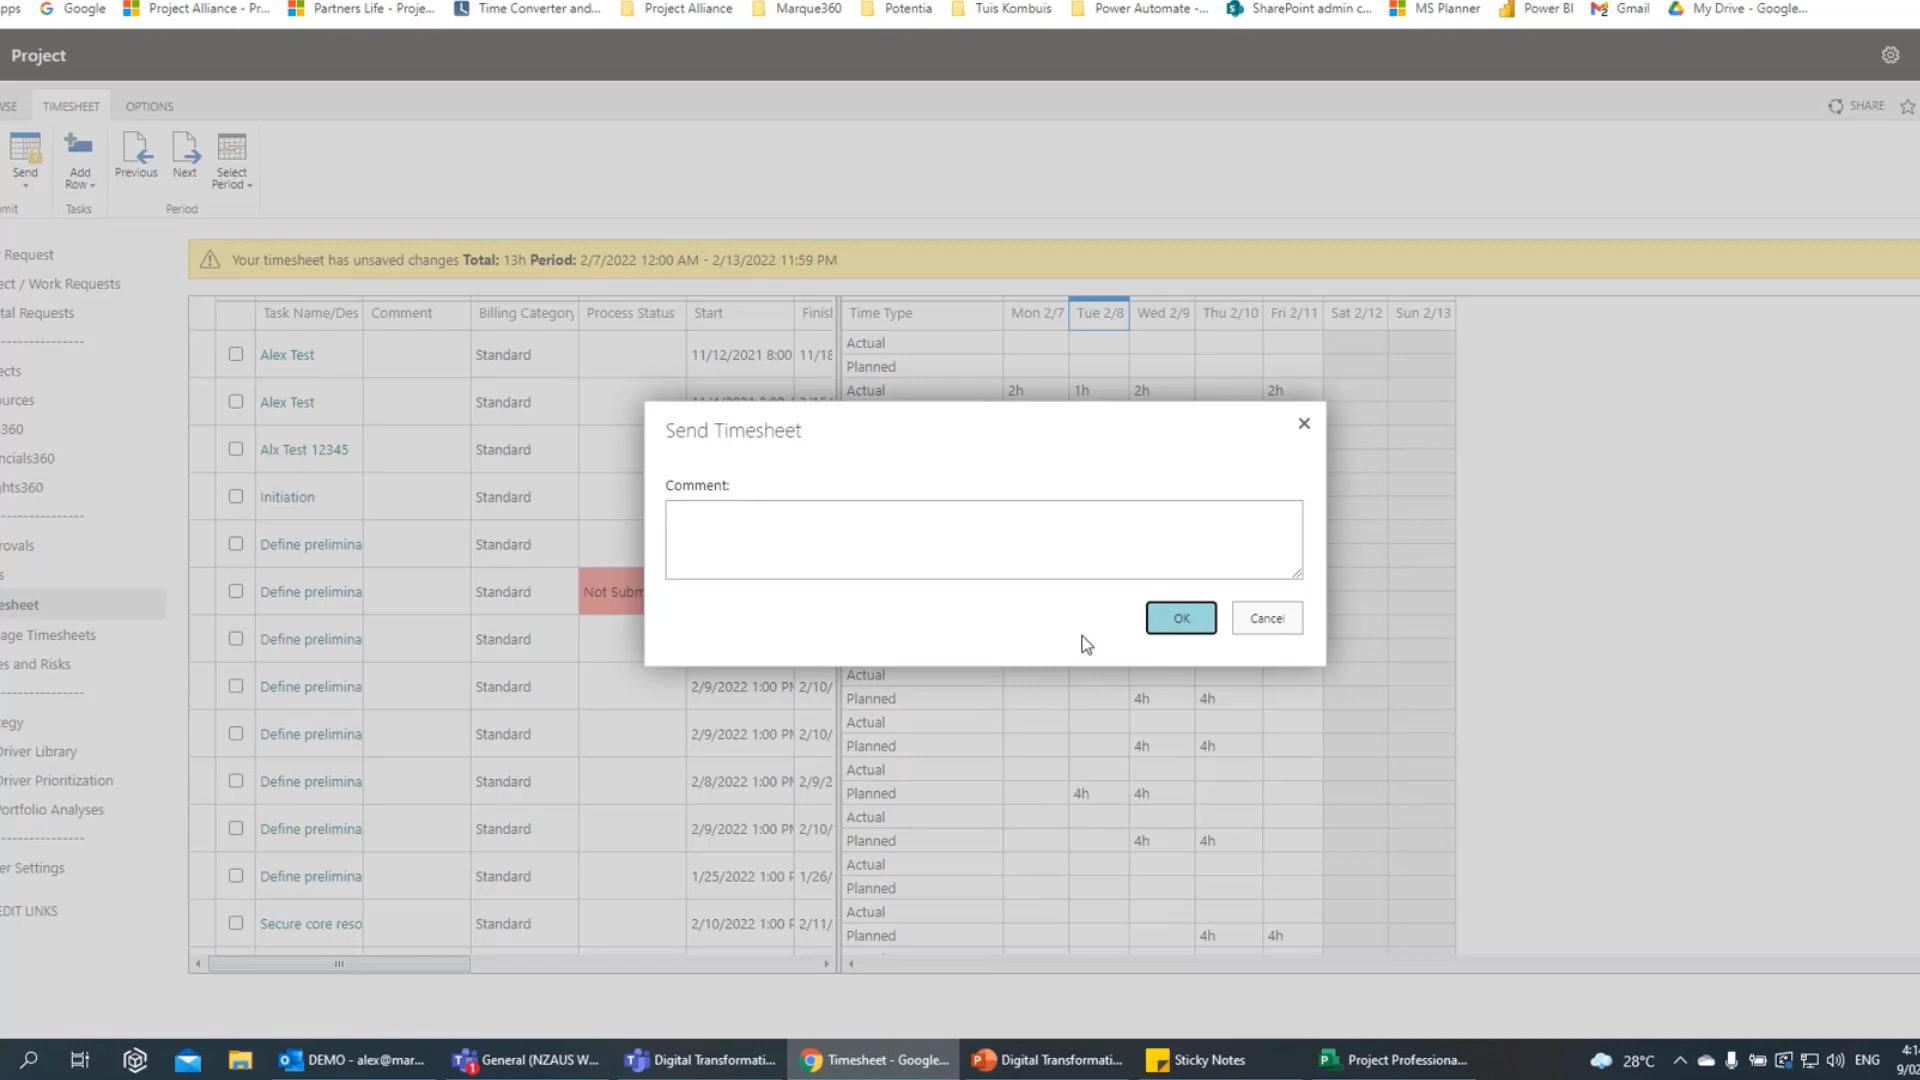 pps Google Project Alliance - Pr... Partners Life - Proje... Time Converter and... Project Alliance Marque360 Potentia Tuis Kombuis Power Automate -... SharePoint admin c... MS Planner Power BI Gmail My Drive - Google...
Project
WSE TIMESHEET OPTIONS SHARE
Send Add Row Previous Next Select Period
mit Tasks Period
Your timesheet has unsaved changes Total: 13h Period: 2/7/2022 12:00 AM - 2/13/2022 11:59 PM
Request
ect / Work Requests
tal Requests
ects
ources
360
ncials360
ghts360
rovals
s
esheet
age Timesheets
es and Risks
tegy
Driver Library
Driver Prioritization
Portfolio Analyses
er Settings
EDIT LINKS
Task Name/Des Comment Billing Category Process Status Start Finish Time Type Mon 2/7 Tue 2/8 Wed 2/9 Thu 2/10 Fri 2/11 Sat 2/12 Sun 2/13
Actual
Alex Test Standard 11/12/2021 8:00 11/18
Planned
Actual 2h 1h 2h 2h
Alex Test Standard
Alx Test 12345 Standard
Initiation Standard
Define prelimina Standard
Define prelimina Standard Not Subm
Define prelimina Standard
Send Timesheet
Comment:
OK Cancel
Actual
Define prelimina Standard 2/9/2022 1:00 PM 2/10/
Planned 4h 4h
Actual
Define prelimina Standard 2/9/2022 1:00 PM 2/10/
Planned 4h 4h
Actual
Define prelimina Standard 2/8/2022 1:00 PM 2/9/2
Planned 4h 4h
Actual
Define prelimina Standard 2/9/2022 1:00 PM 2/10/
Planned 4h 4h
Actual
Define prelimina Standard 1/25/2022 1:00 P 1/26/
Planned
Actual
Secure core reso Standard 2/10/2022 1:00 P 2/11/
Planned 4h 4h
DEMO - alex@mar... General (NZAUS W... Digital Transformati... Timesheet - Google... Digital Transformati... Sticky Notes Project Professiona... 28°C ENG
4:1
9/02